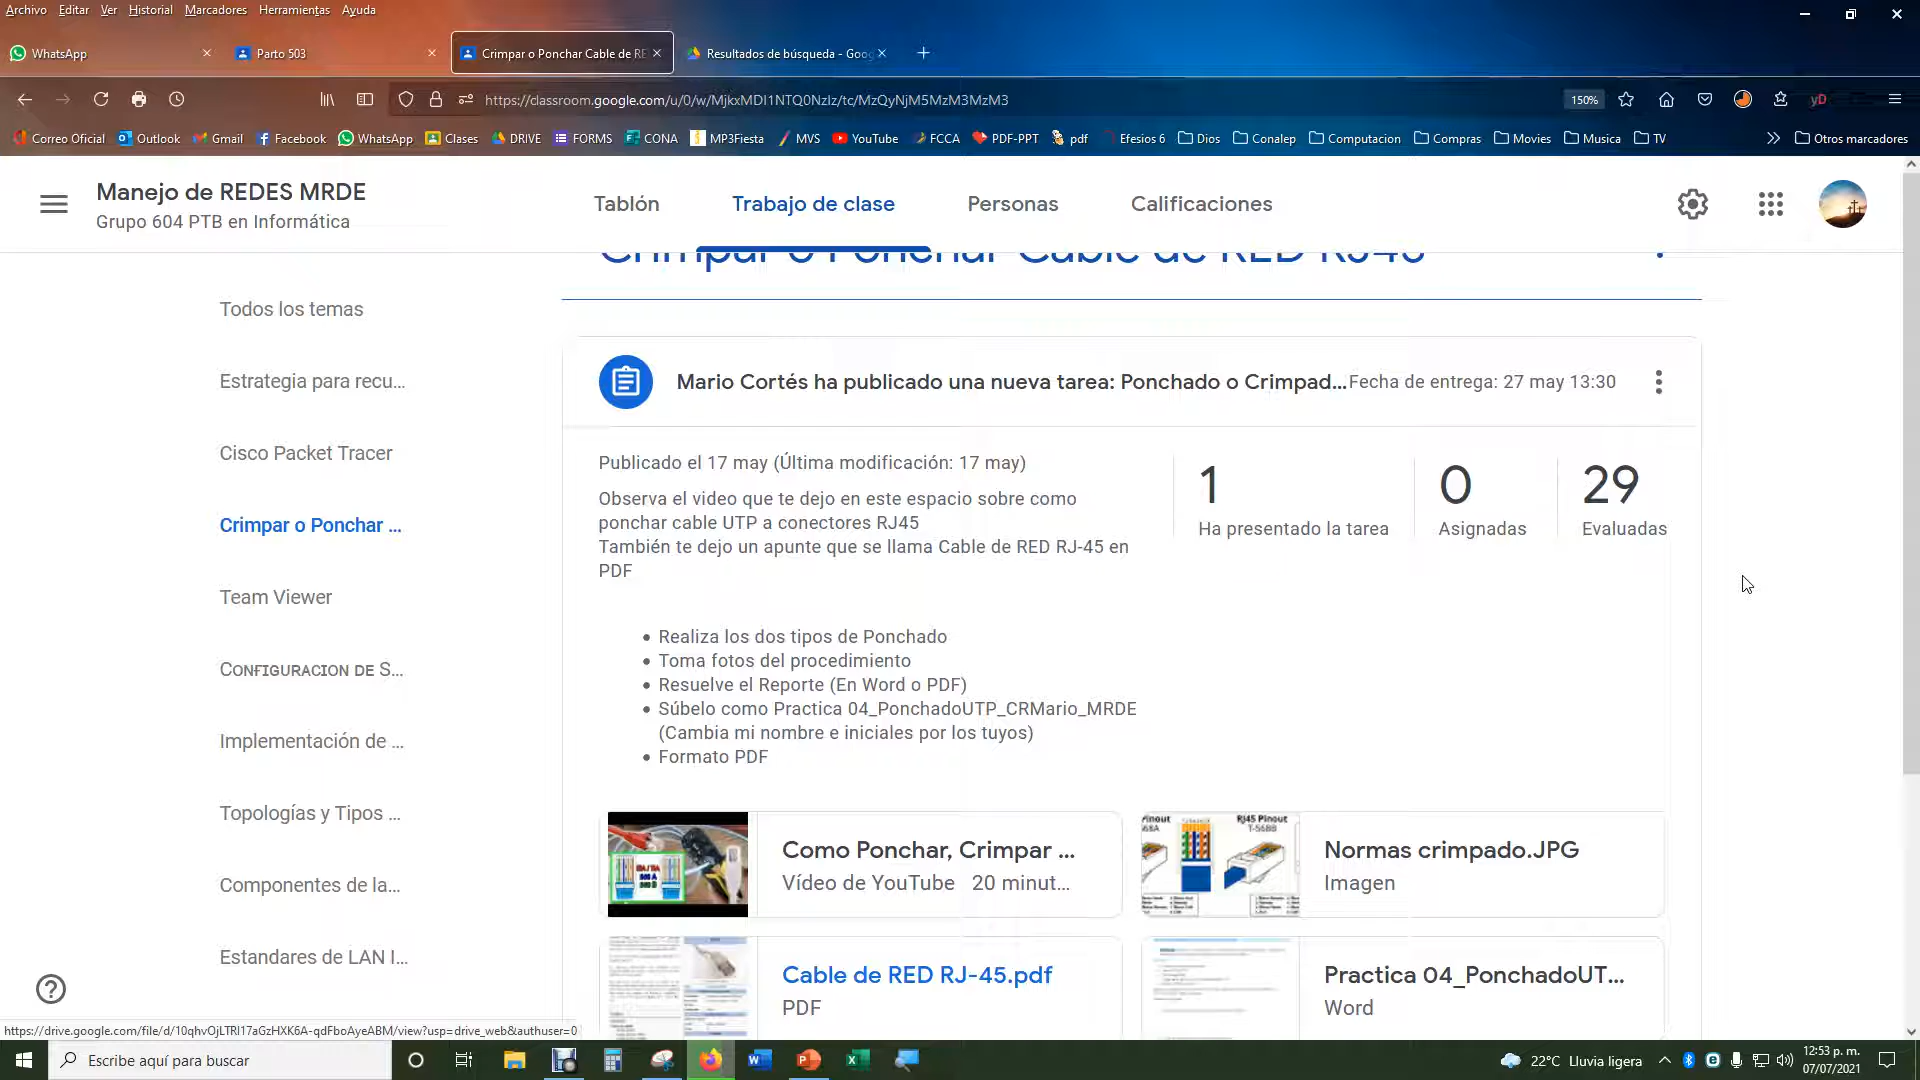 Archivo Editar Ver Historial Marcadores Herramientas Ayuda
WhatsApp
Parto 503
Crimpar o Ponchar Cable de RE
Resultados de búsqueda - Goog
https://classroom.google.com/u/0/w/MjkxMDI1NTQ0NzIz/tc/MzQyNjM5MzM3MzM3
150%
yD
Correo Oficial Outlook Gmail Facebook WhatsApp Clases DRIVE FORMS CONA MP3Fiesta MVS YouTube FCCA PDF-PPT pdf Efesios 6 Dios Conalep Computacion Compras Movies Musica TV Otros marcadores
Manejo de REDES MRDE
Grupo 604 PTB en Informática
Tablón Trabajo de clase Personas Calificaciones
Crimpar o Ponchar Cable de RED RJ45
Todos los temas
Estrategia para recu...
Cisco Packet Tracer
Crimpar o Ponchar ...
Team Viewer
Configuracion de S...
Implementación de ...
Topologías y Tipos ...
Componentes de la...
Estandares de LAN I...
Mario Cortés ha publicado una nueva tarea: Ponchado o Crimpad... Fecha de entrega: 27 may 13:30
Publicado el 17 may (Última modificación: 17 may)
Observa el video que te dejo en este espacio sobre como
ponchar cable UTP a conectores RJ45
También te dejo un apunte que se llama Cable de RED RJ-45 en
PDF
1
Ha presentado la tarea
0
Asignadas
29
Evaluadas
• Realiza los dos tipos de Ponchado
• Toma fotos del procedimiento
• Resuelve el Reporte (En Word o PDF)
• Súbelo como Practica 04_PonchadoUTP_CRMario_MRDE
(Cambia mi nombre e iniciales por los tuyos)
• Formato PDF
Como Ponchar, Crimpar ...
Vídeo de YouTube 20 minut...
RJ45 Pinout
T-568B
Normas crimpado.JPG
Imagen
Cable de RED RJ-45.pdf
PDF
Practica 04_PonchadoUT...
Word
https://drive.google.com/file/d/10qhvOjLTRl17aGzHXK6A-qdFboAyeABM/view?usp=drive_web&authuser=0
Escribe aquí para buscar
22°C Lluvia ligera
12:53 p. m.
07/07/2021